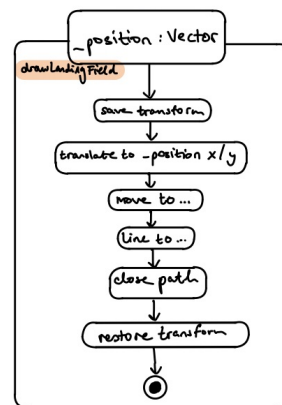 _position : Vector
drawLandingField
save transform
translate to _position x/y
move to ...
line to ...
close path
restore transform